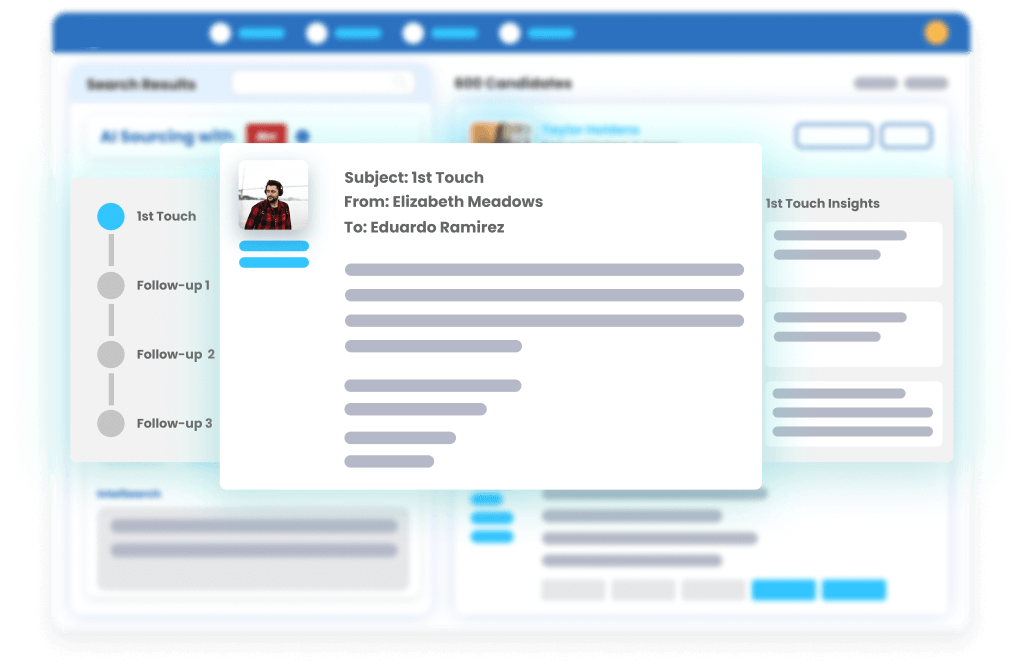 Search Results
600 Candidates
AI Sourcing with
Taylor Holdens
1st Touch
Follow-up 1
Follow-up 2
Follow-up 3
Subject: 1st Touch
From: Elizabeth Meadows
To: Eduardo Ramirez
1st Touch Insights
IntelliSearch